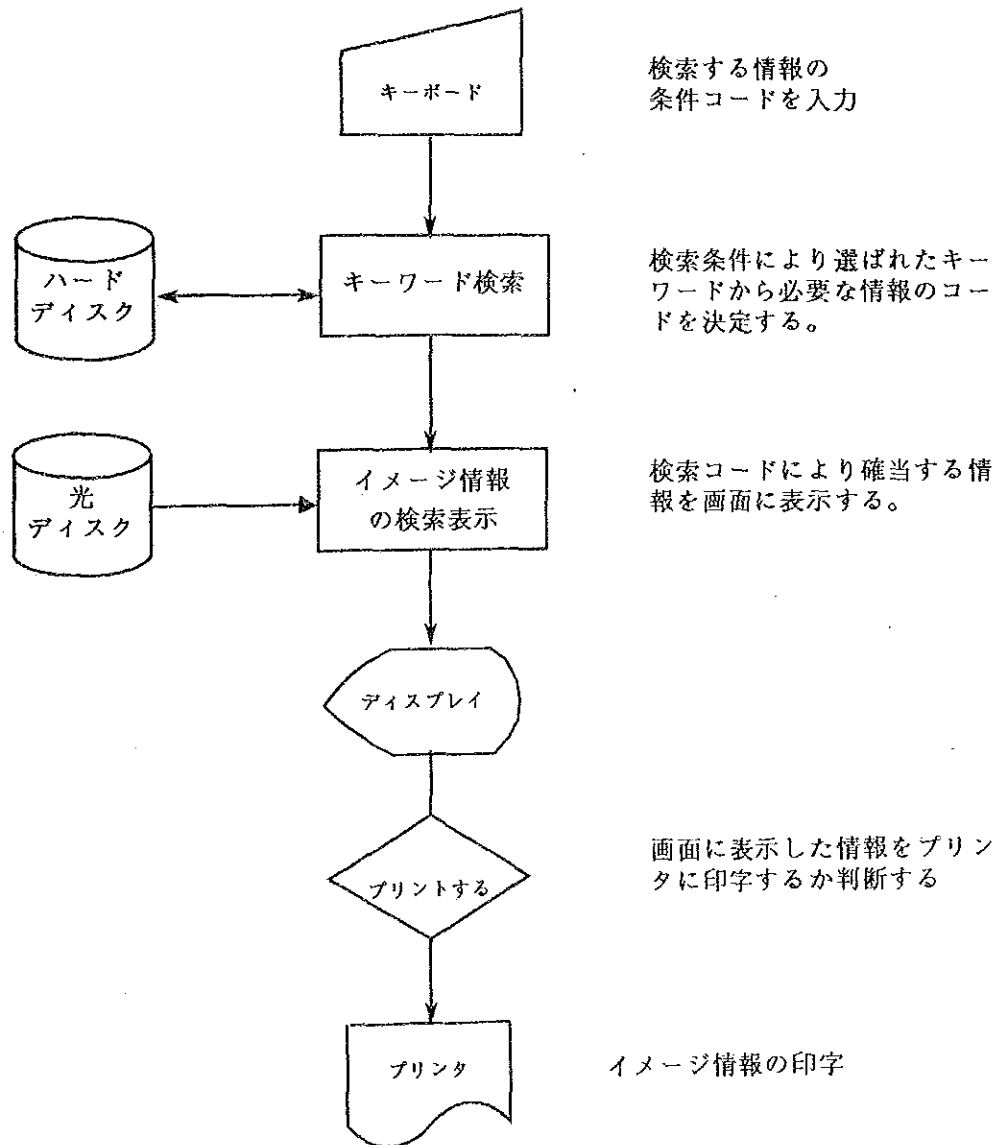 キーボード
検索する情報の
条件コードを入力
ハード
ディスク
キーワード検索
検索条件により選ばれたキー
ワードから必要な情報のコー
ドを決定する。
光
ディスク
イメージ情報
の検索表示
検索コードにより確当する情
報を画面に表示する。
ディスプレイ
プリントする
画面に表示した情報をプリン
タに印字するか判断する
プリンタ
イメージ情報の印字